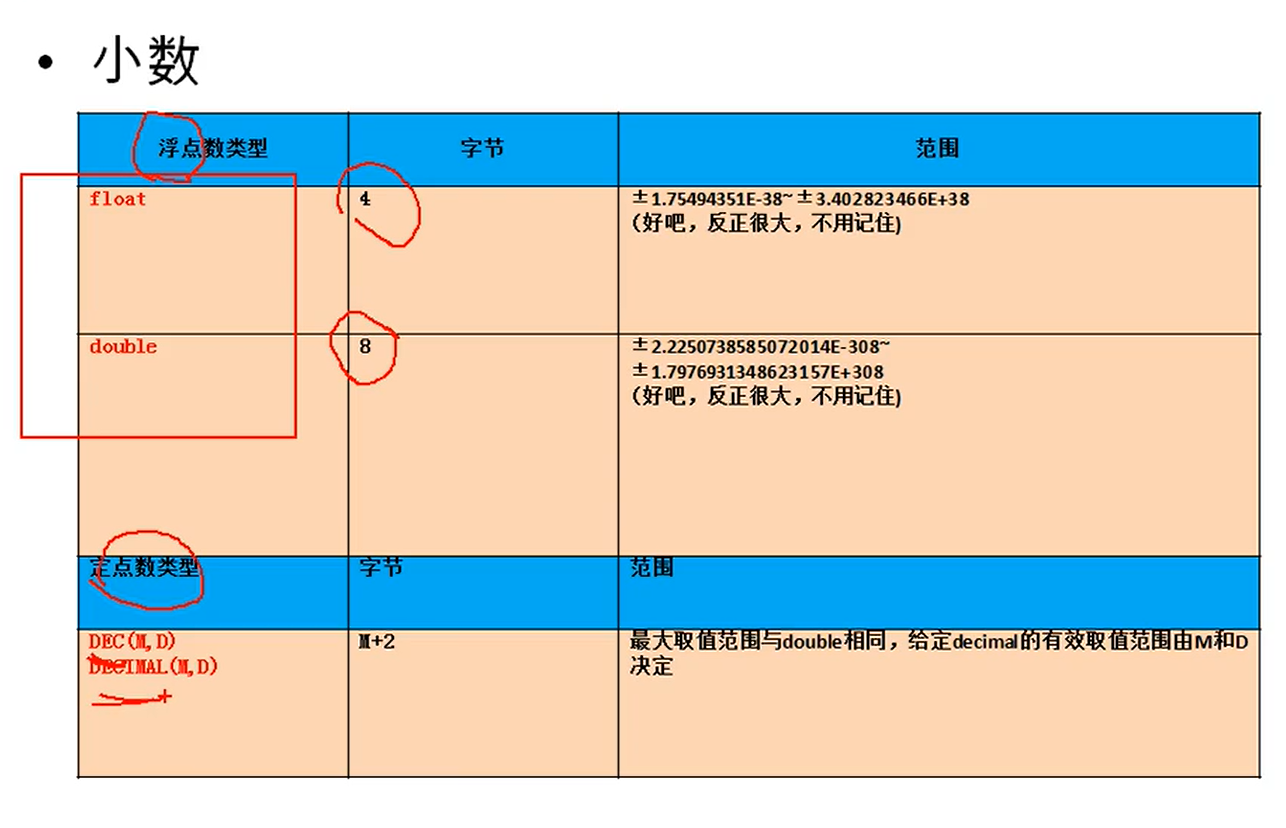 • 小数
浮点数类型 字节 范围
float 4 ±1.75494351E-38~±3.402823466E+38
(好吧，反正很大，不用记住)
double 8 ±2.2250738585072014E-308~
±1.7976931348623157E+308
(好吧，反正很大，不用记住)
定点数类型 字节 范围
DEC(M,D) M+2 最大取值范围与double相同，给定decimal的有效取值范围由M和D
DECIMAL(M,D) 决定